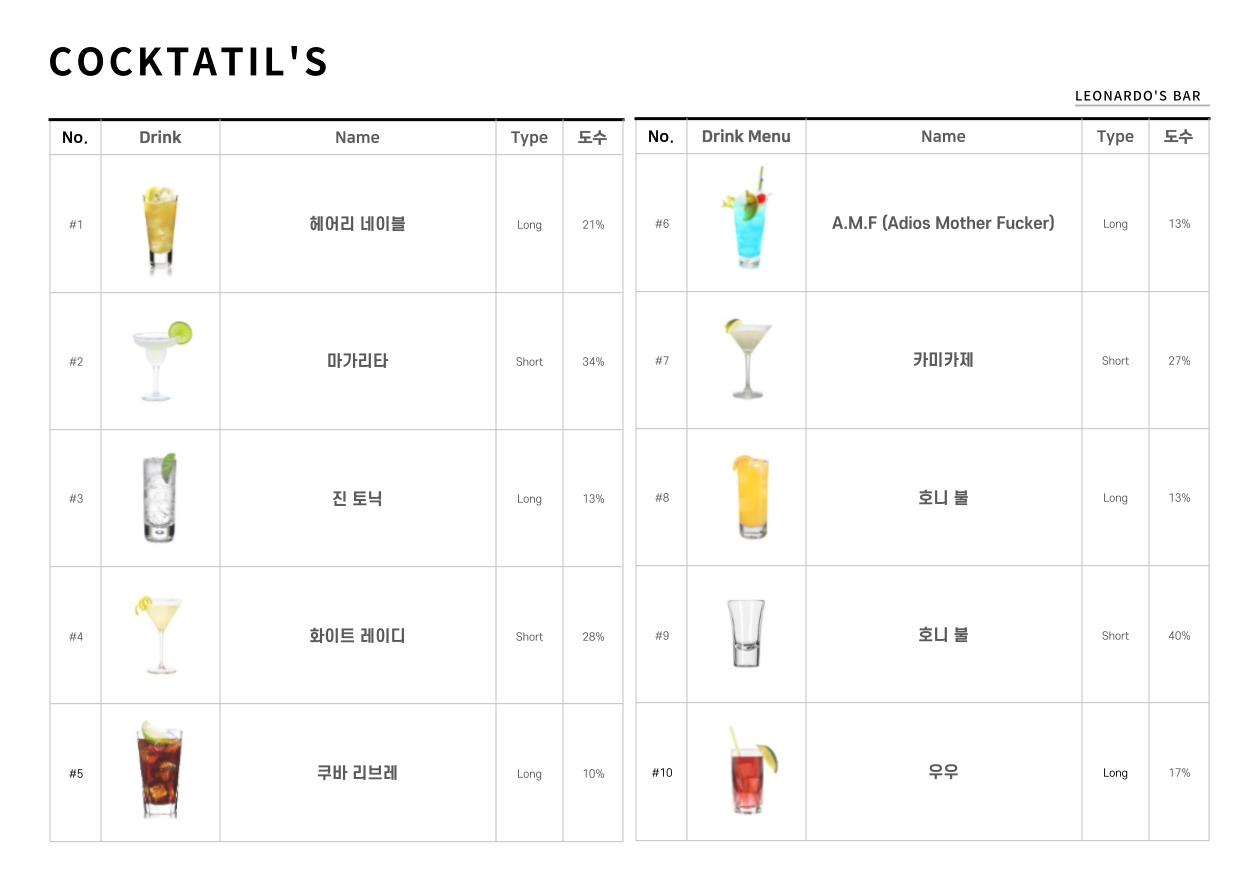 COCKTATIL'S
LEONARDO'S BAR
No. Drink Name Type 도수
#1 헤어리 네이블 Long 21%
#2 마가리타 Short 34%
#3 진 토닉 Long 13%
#4 화이트 레이디 Short 28%
#5 쿠바 리브레 Long 10%
No. Drink Menu Name Type 도수
#6 A.M.F (Adios Mother Fucker) Long 13%
#7 카미카제 Short 27%
#8 호니 불 Long 13%
#9 호니 불 Short 40%
#10 우우 Long 17%